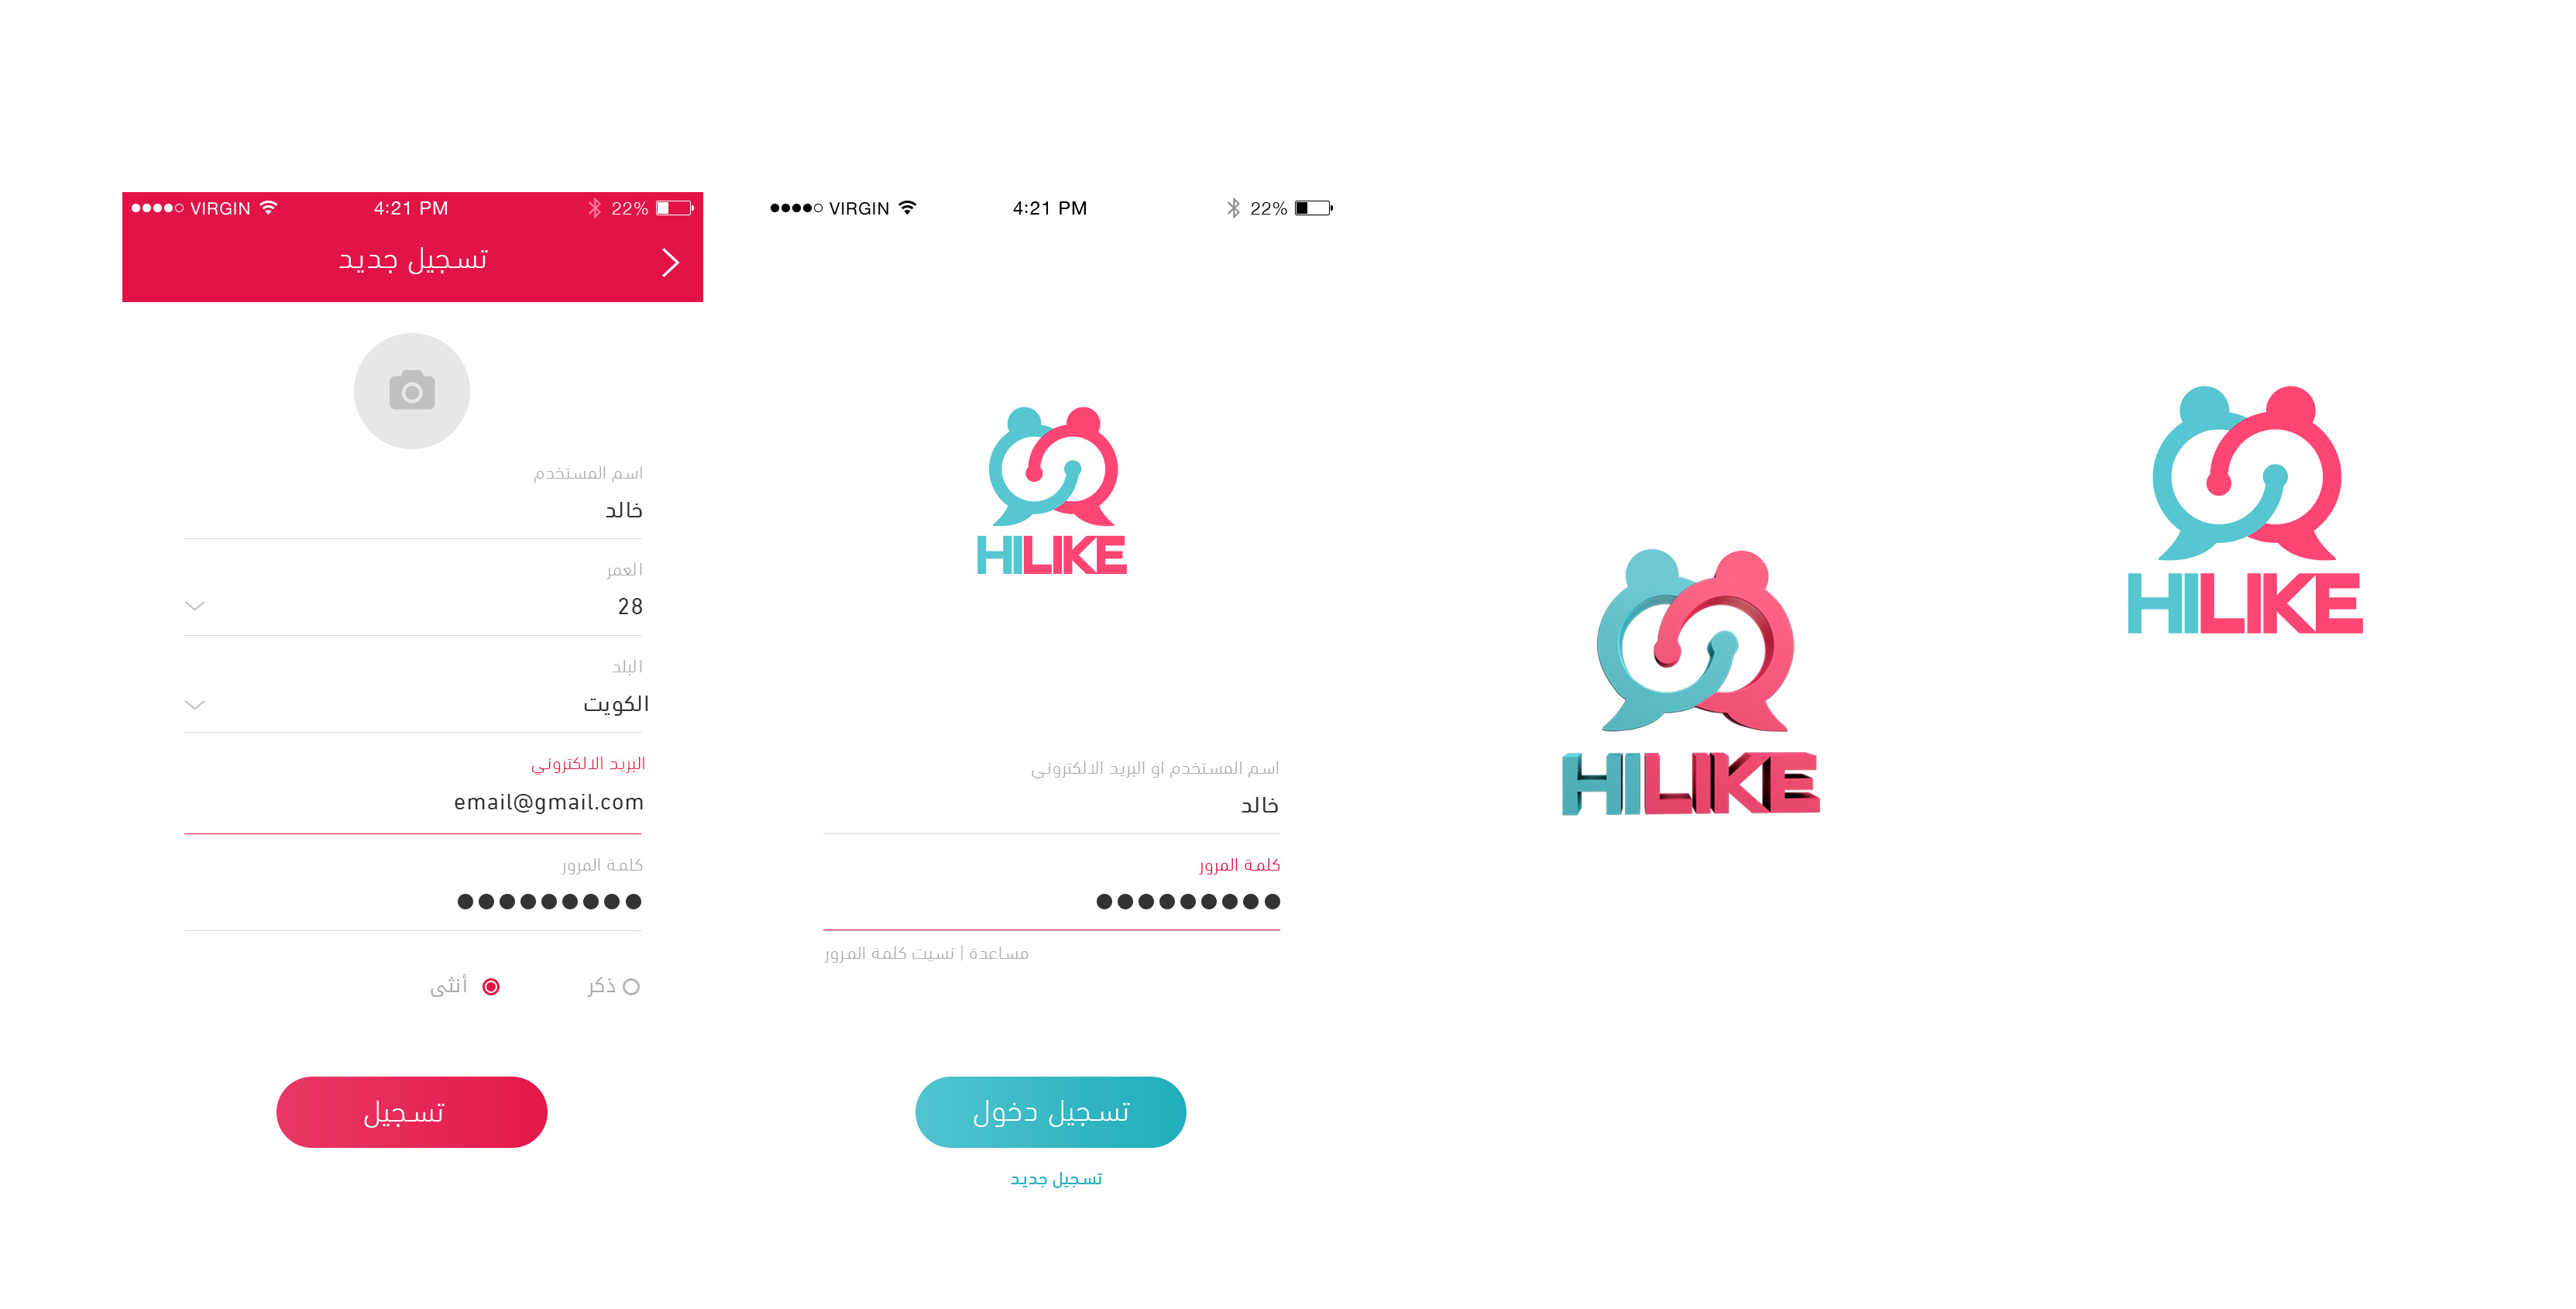 VIRGIN 4:21 PM 22%
تسجيل جديد
اسم المستخدم
خالد
العمر
28
البلد
الكويت
البريد الالكتروني
email@gmail.com
كلمة المرور
ذكر أنثى
تسجيل
VIRGIN 4:21 PM 22%
HILIKE
اسم المستخدم او البريد الالكتروني
خالد
كلمة المرور
مساعدة | نسيت كلمة المرور
تسجيل دخول
تسجيل جديد
HILIKE
HILIKE